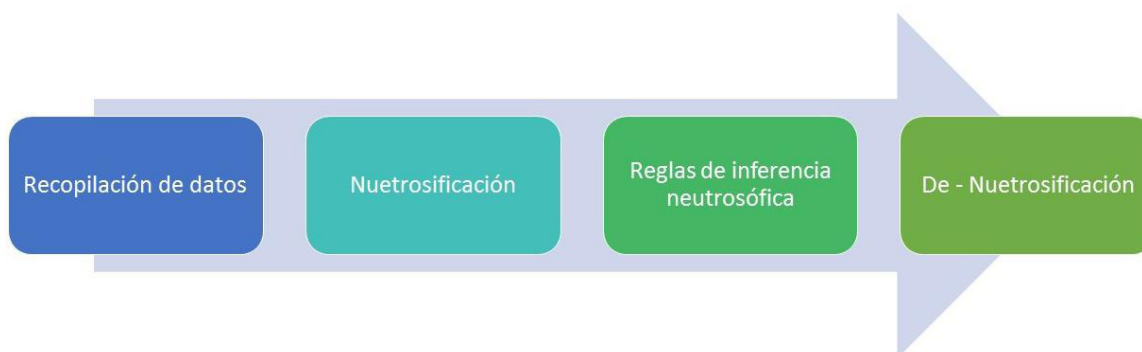 Recopilación de datos
Nuetrosificación
Reglas de inferencia
neutrosófica
De - Nuetrosificación